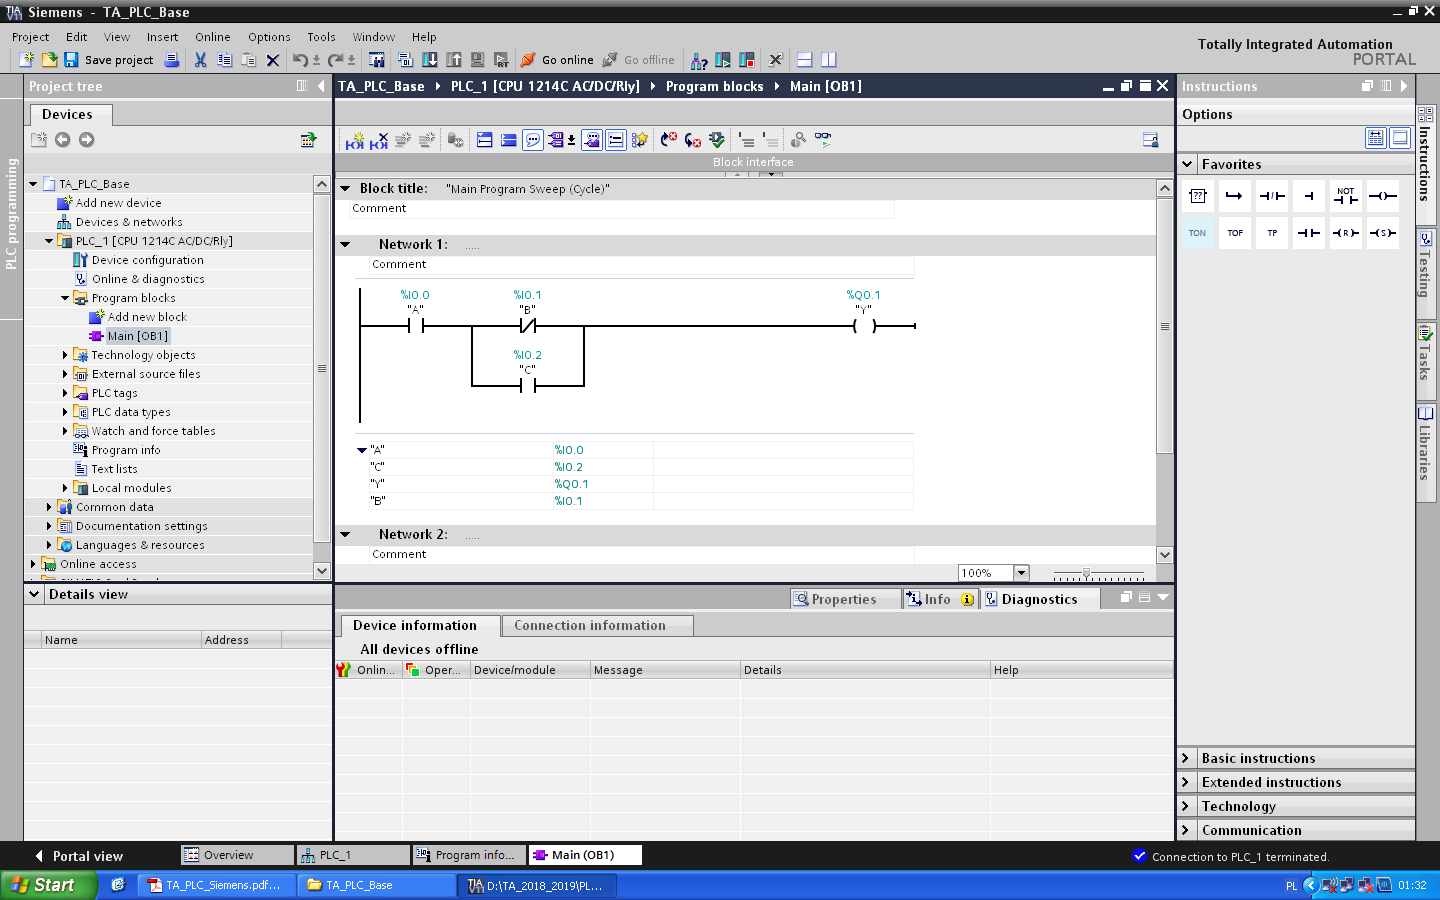 Siemens - TA_PLC_Base
Project Edit View Insert Online Options Tools Window Help
Save project
Go online
Go offline
Totally Integrated Automation
PORTAL
PLC programming
Project tree
Devices
TA_PLC_Base
Add new device
Devices & networks
PLC_1 [CPU 1214C AC/DC/Rly]
Device configuration
Online & diagnostics
Program blocks
Add new block
Main [OB1]
Technology objects
External source files
PLC tags
PLC data types
Watch and force tables
Program info
Text lists
Local modules
Common data
Documentation settings
Languages & resources
Online access
Details view
Name Address
TA_PLC_Base PLC_1 [CPU 1214C AC/DC/Rly] Program blocks Main [OB1]
Block interface
Block title: "Main Program Sweep (Cycle)"
Comment
Network 1: .....
Comment
%I0.0 %I0.1 %Q0.1
"A" "B" "Y"
%I0.2
"C"
"A" %I0.0
"C" %I0.2
"Y" %Q0.1
"B" %I0.1
Network 2: .....
Comment
100%
Properties Info Diagnostics
Device information Connection information
All devices offline
Onlin... Oper... Device/module Message Details Help
Instructions
Options
Favorites
?? NOT
TON TOF TP R S
Basic instructions
Extended instructions
Technology
Communication
Instructions
Testing
Tasks
Libraries
Portal view
Overview
PLC_1
Program info...
Main (OB1)
Connection to PLC_1 terminated.
Start
TA_PLC_Siemens.pdf...
TA_PLC_Base
D:\TA_2018_2019\PL...
PL
01:32